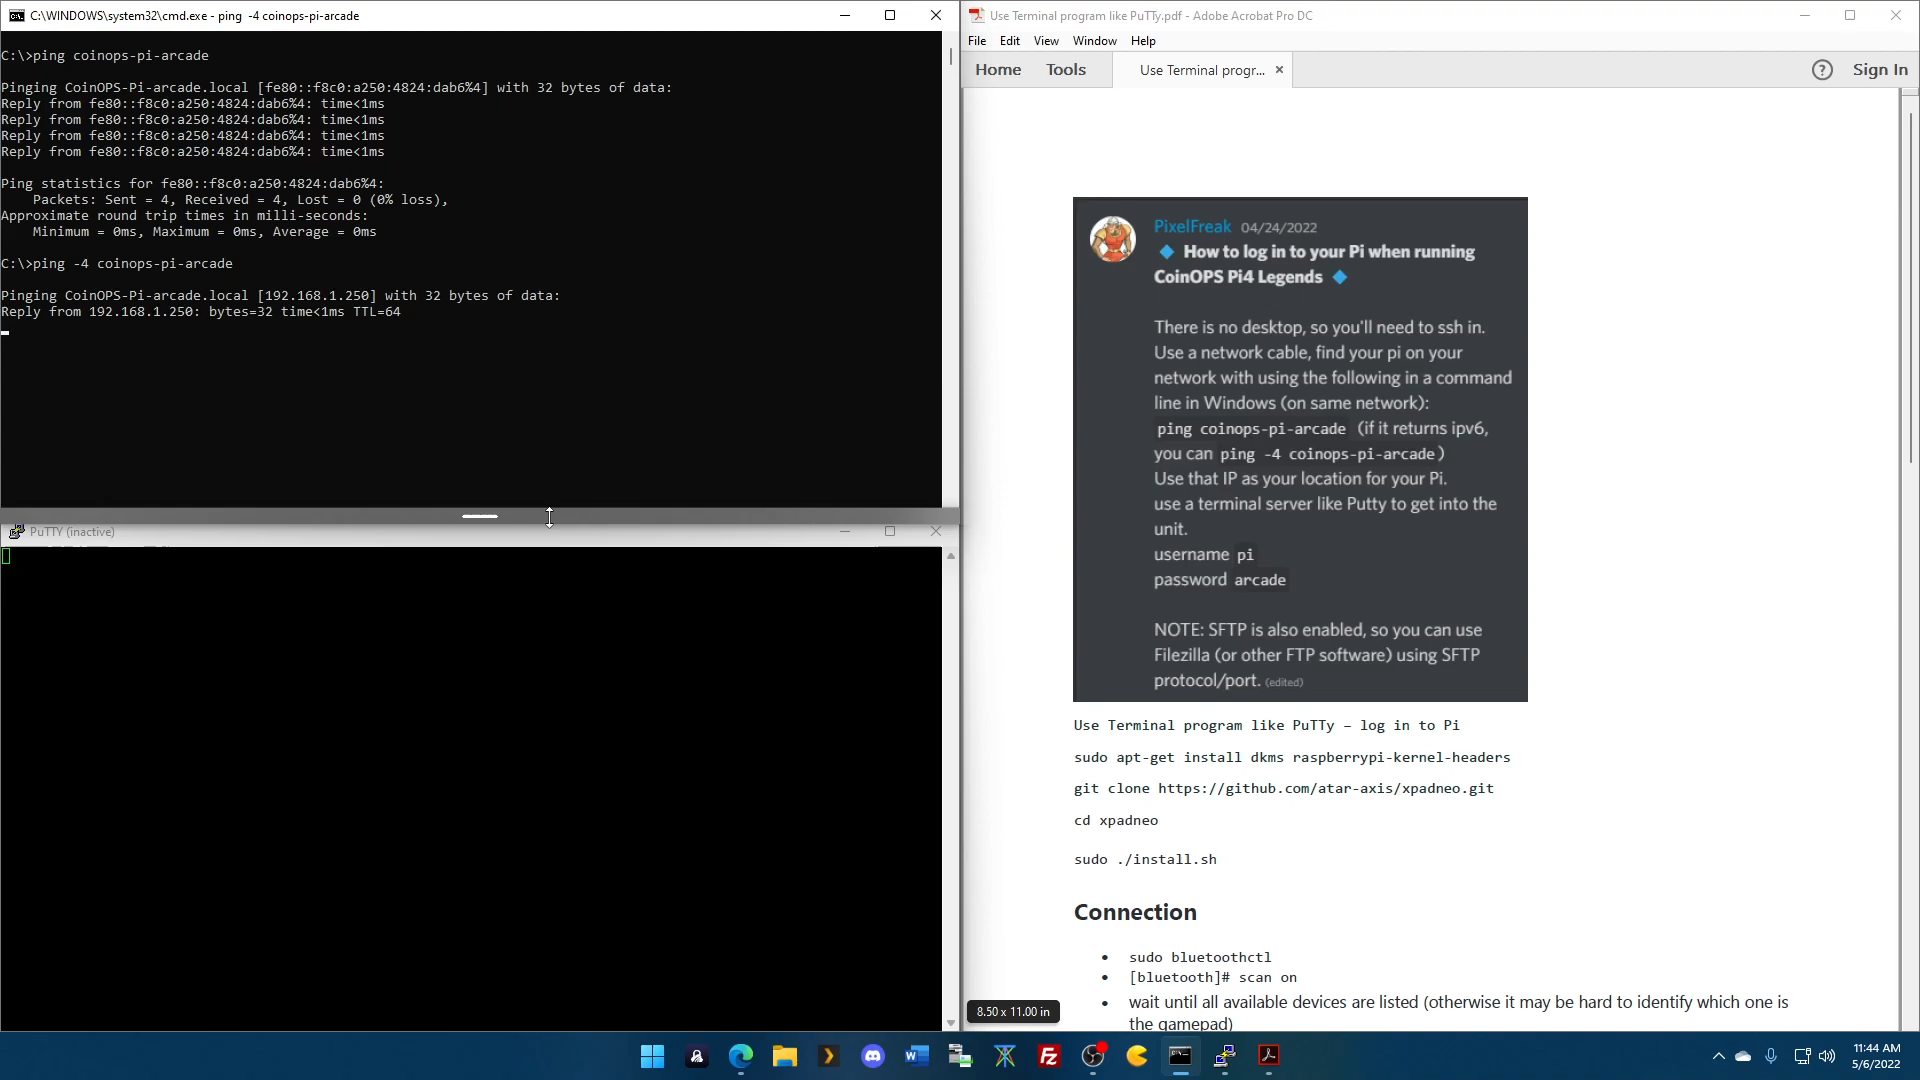 C:\WINDOWS\system32\cmd.exe - ping  -4 coinops-pi-arcade
C:\>ping coinops-pi-arcade
Pinging CoinOPS-Pi-arcade.local [fe80::f8c0:a250:4824:dab6%4] with 32 bytes of data:
Reply from fe80::f8c0:a250:4824:dab6%4: time<1ms
Reply from fe80::f8c0:a250:4824:dab6%4: time<1ms
Reply from fe80::f8c0:a250:4824:dab6%4: time<1ms
Reply from fe80::f8c0:a250:4824:dab6%4: time<1ms
Ping statistics for fe80::f8c0:a250:4824:dab6%4:
    Packets: Sent = 4, Received = 4, Lost = 0 (0% loss),
Approximate round trip times in milli-seconds:
    Minimum = 0ms, Maximum = 0ms, Average = 0ms
C:\>ping -4 coinops-pi-arcade
Pinging CoinOPS-Pi-arcade.local [192.168.1.250] with 32 bytes of data:
Reply from 192.168.1.250: bytes=32 time<1ms TTL=64
PuTTY (inactive)
Use Terminal program like PuTTy.pdf - Adobe Acrobat Pro DC
File Edit View Window Help
Home Tools Use Terminal progr... × ? Sign In
PixelFreak 04/24/2022
How to log in to your Pi when running
CoinOPS Pi4 Legends
There is no desktop, so you'll need to ssh in.
Use a network cable, find your pi on your
network with using the following in a command
line in Windows (on same network):
ping coinops-pi-arcade (if it returns ipv6,
you can ping -4 coinops-pi-arcade)
Use that IP as your location for your Pi.
use a terminal server like Putty to get into the
unit.
username pi
password arcade
NOTE: SFTP is also enabled, so you can use
Filezilla (or other FTP software) using SFTP
protocol/port. (edited)
Use Terminal program like PuTTy – log in to Pi
sudo apt-get install dkms raspberrypi-kernel-headers
git clone https://github.com/atar-axis/xpadneo.git
cd xpadneo
sudo ./install.sh
Connection
• sudo bluetoothctl
• [bluetooth]# scan on
• wait until all available devices are listed (otherwise it may be hard to identify which one is
the gamepad)
8.50 x 11.00 in
11:44 AM
5/6/2022